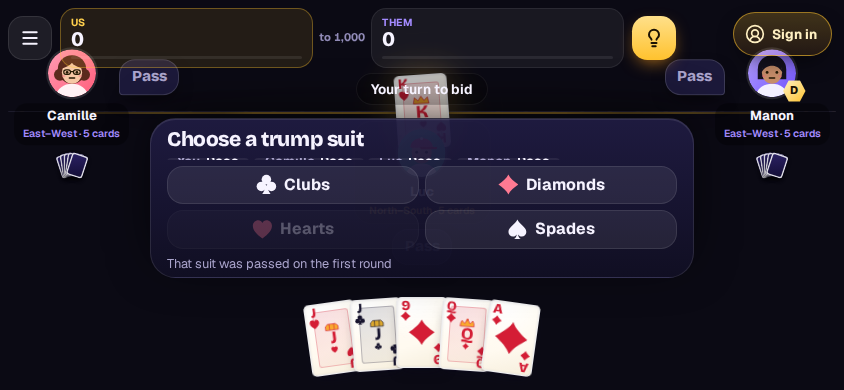 US
0
to 1,000
THEM
0
Sign in
Pass
Your turn to bid
Pass
K
K
D
Camille
East–West · 5 cards
Manon
East–West · 5 cards
Choose a trump suit
Clubs
Diamonds
Hearts
Spades
That suit was passed on the first round
J
J
J
J
9
9
Q
Q
A
A